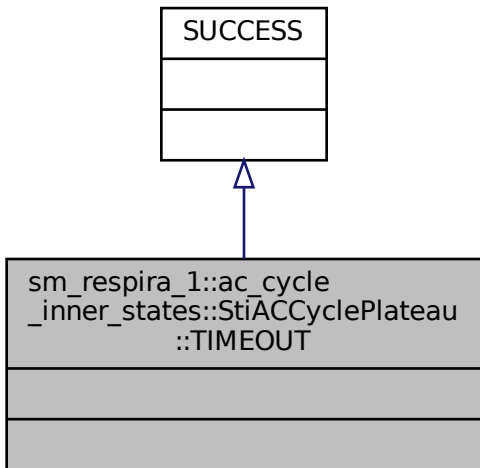 SUCCESS
sm_respira_1::ac_cycle
_inner_states::StiACCyclePlateau
::TIMEOUT